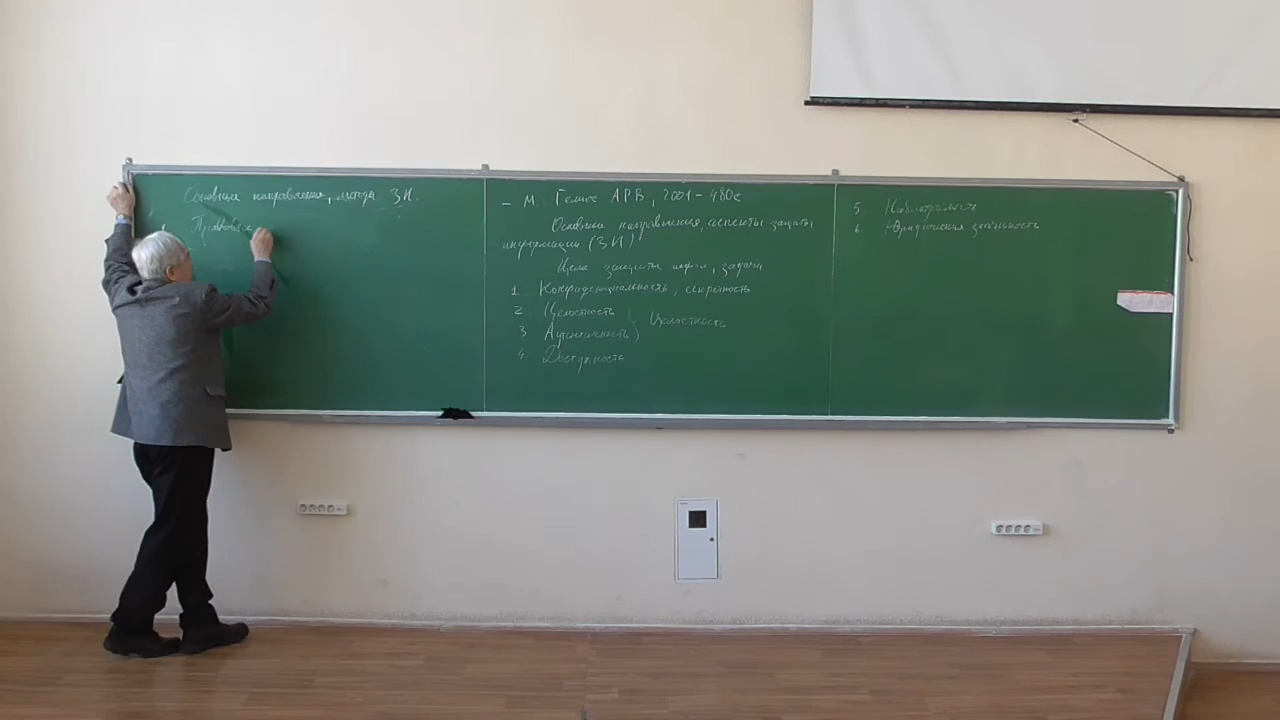 Основные направления, методы ЗИ.
Правовое
– М. Гелиос АРВ, 2001 – 480с
Основные направления, аспекты защиты
информации (ЗИ)
Цели защиты информ, задачи
1. Конфиденциальность, секретность
2 Целостность
3 Аутентичность) Целостность
4. Доступность
5. Наблюдаемость
6. Юридическая значимость